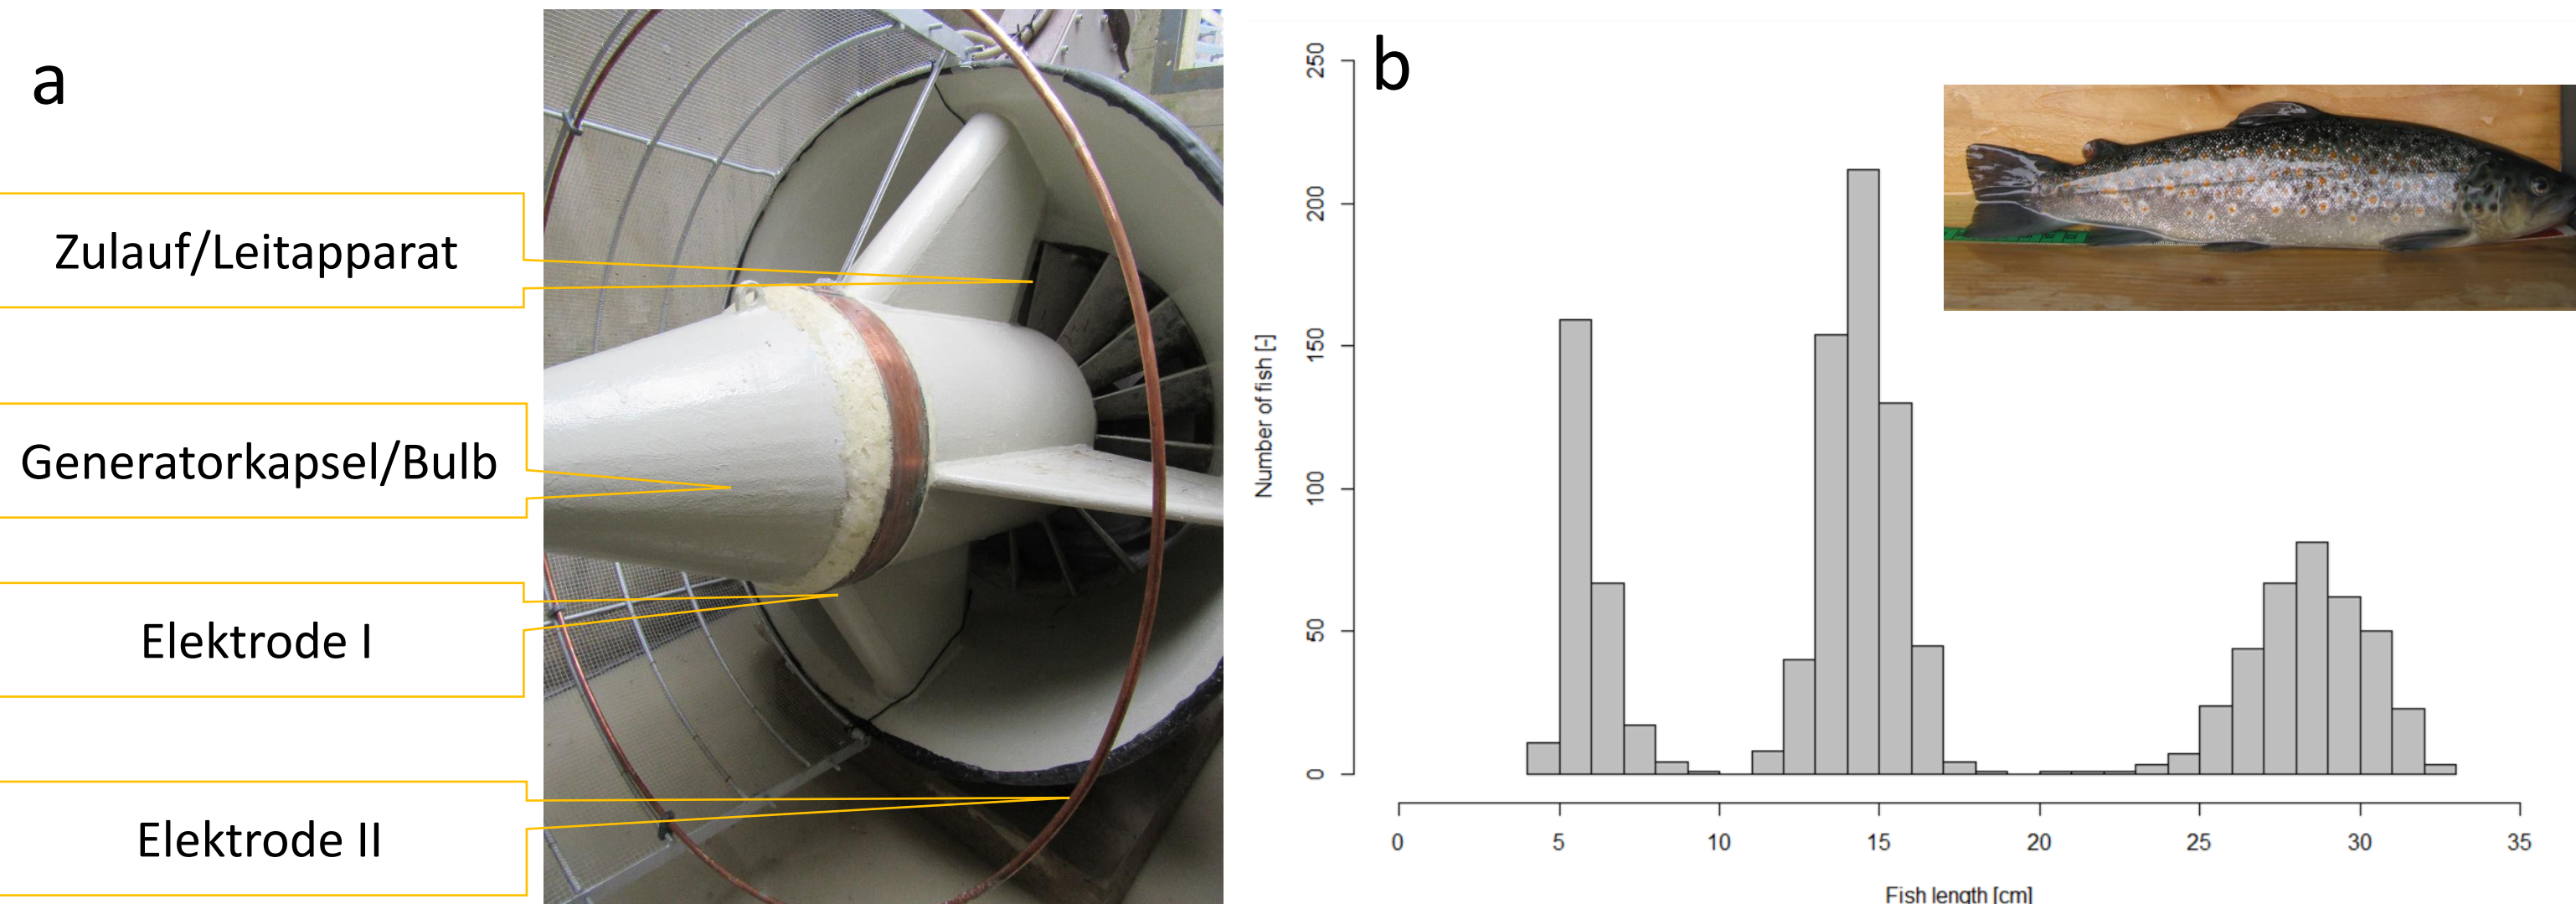 a
Zulauf/Leitapparat
Generatorkapsel/Bulb
Elektrode I
Elektrode II
b
Number of fish [-]
250
200
150
100
50
0
0 5 10 15 20 25 30 35
Fish length [cm]